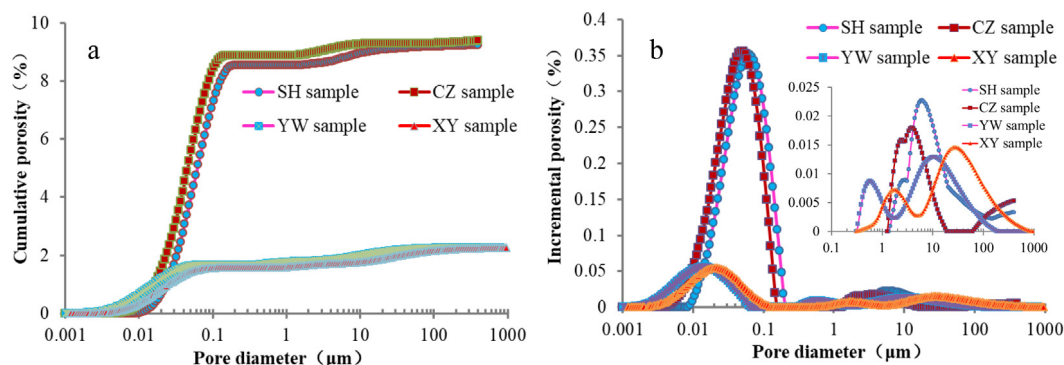 a
Cumulative porosity（%）
10
8
6
4
2
0
SH sample
CZ sample
YW sample
XY sample
0.001
0.01
0.1
1
10
100
1000
Pore diameter（μm）
b
Incremental porosity（%）
0.4
0.35
0.3
0.25
0.2
0.15
0.1
0.05
0
SH sample
CZ sample
YW sample
XY sample
0.025
0.02
0.015
0.01
0.005
0
SH sample
CZ sample
YW sample
XY sample
0.1
1
10
100
1000
0.001
0.01
0.1
1
10
100
1000
Pore diameter（μm）